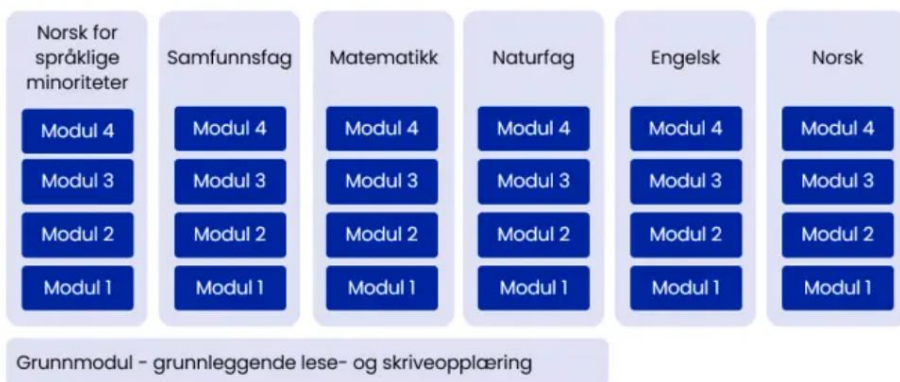 Norsk for
språklige
minoriteter
Modul 4
Modul 3
Modul 2
Modul 1
Samfunnsfag
Modul 4
Modul 3
Modul 2
Modul 1
Matematikk
Modul 4
Modul 3
Modul 2
Modul 1
Naturfag
Modul 4
Modul 3
Modul 2
Modul 1
Engelsk
Modul 4
Modul 3
Modul 2
Modul 1
Norsk
Modul 4
Modul 3
Modul 2
Modul 1
Grunnmodul - grunnleggende lese- og skriveopplæring